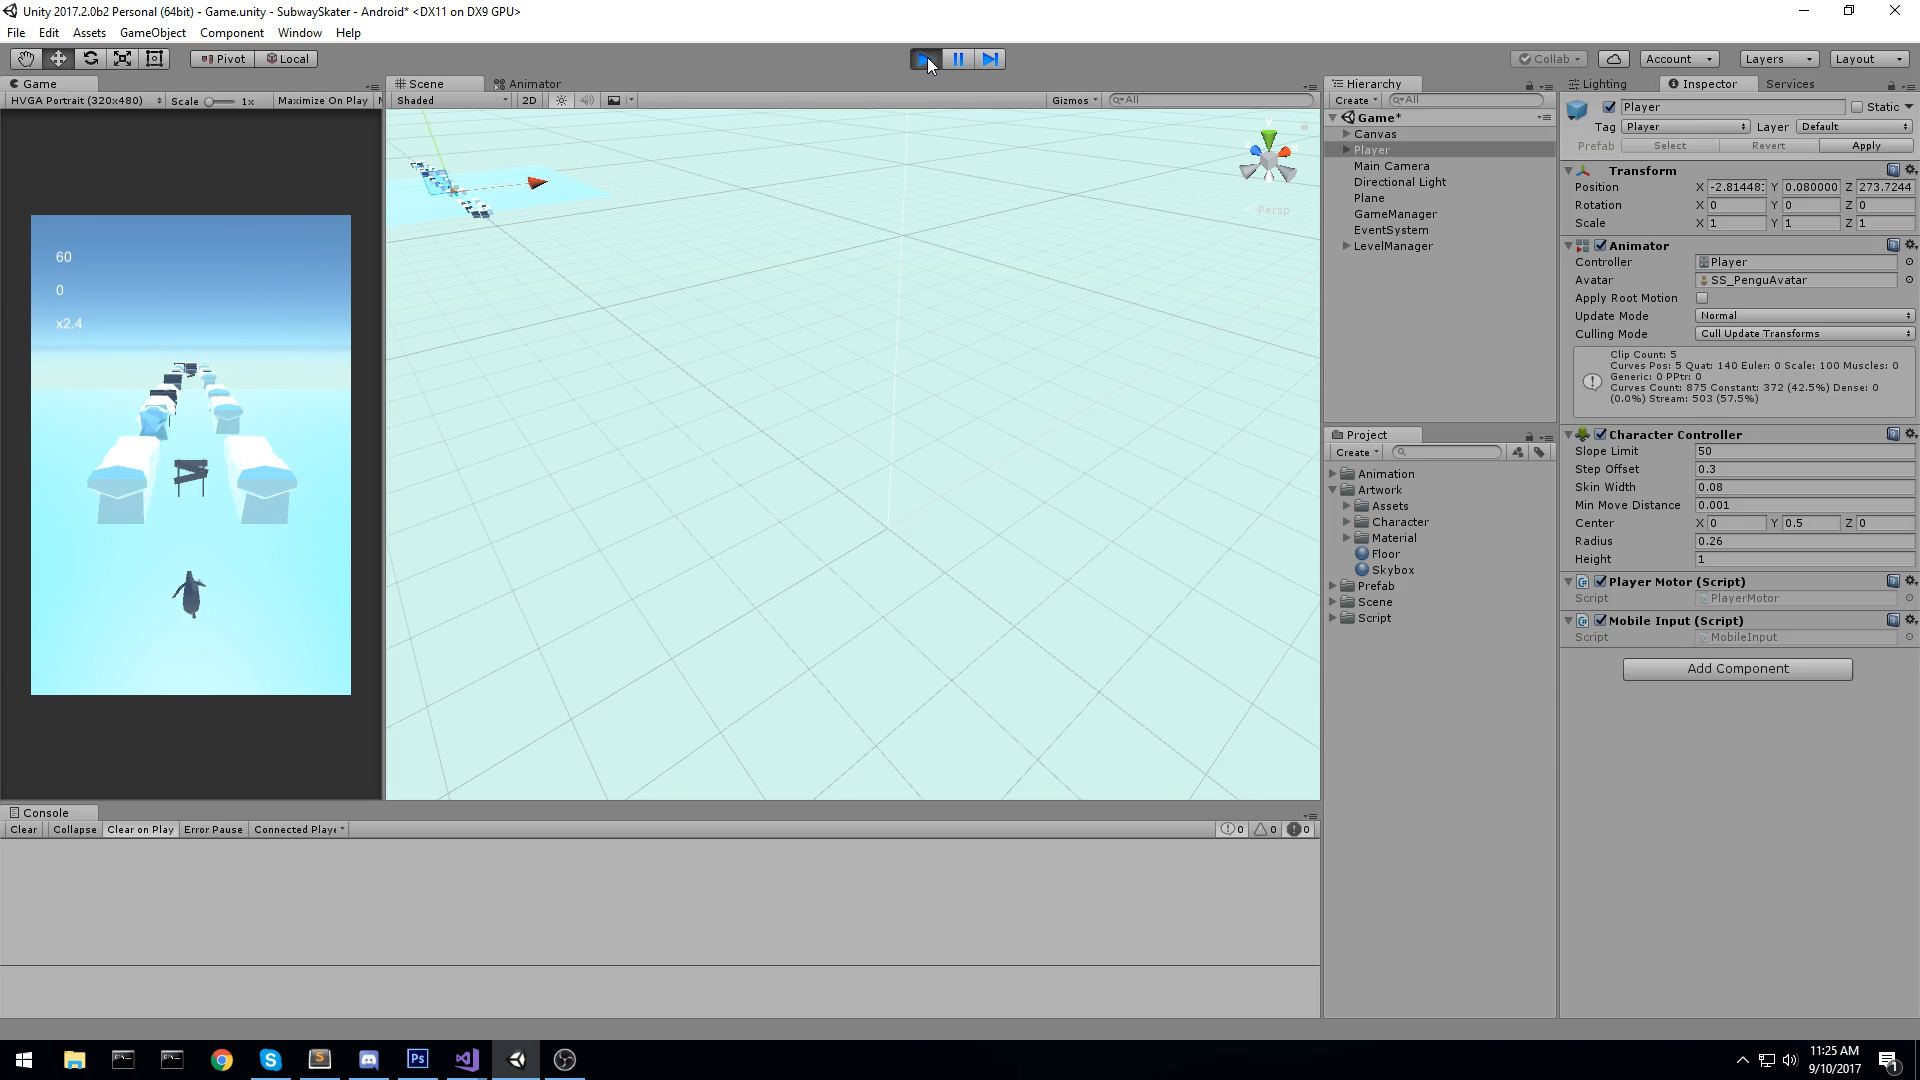 Unity 2017.2.0b2 Personal (64bit) - Game.unity - SubwaySkater - Android* <DX11 on DX9 GPU>
File Edit Assets GameObject Component Window Help
Pivot Local
Collab Account Layers Layout
Game
HVGA Portrait (320x480) Scale 1x Maximize On Play
60
0
x2.4
Scene Animator
Shaded 2D Gizmos All
Persp
Hierarchy
Create All
Game*
Canvas
Player
Main Camera
Directional Light
Plane
GameManager
EventSystem
LevelManager
Project
Create
Animation
Artwork
Assets
Character
Material
Floor
Skybox
Prefab
Scene
Script
Lighting Inspector Services
Player Static
Tag Player Layer Default
Prefab Select Revert Apply
Transform
Position X -2.81448 Y 0.080000 Z 273.7244
Rotation X 0 Y 0 Z 0
Scale X 1 Y 1 Z 1
Animator
Controller Player
Avatar SS_PenguAvatar
Apply Root Motion
Update Mode Normal
Culling Mode Cull Update Transforms
Clip Count: 5
Curves Pos: 5 Quat: 140 Euler: 0 Scale: 100 Muscles: 0
Generic: 0 PPtr: 0
Curves Count: 875 Constant: 372 (42.5%) Dense: 0
(0.0%) Stream: 503 (57.5%)
Character Controller
Slope Limit 50
Step Offset 0.3
Skin Width 0.08
Min Move Distance 0.001
Center X 0 Y 0.5 Z 0
Radius 0.26
Height 1
Player Motor (Script)
Script PlayerMotor
Mobile Input (Script)
Script MobileInput
Add Component
Console
Clear Collapse Clear on Play Error Pause Connected Playe 0 0 0
11:25 AM
9/10/2017